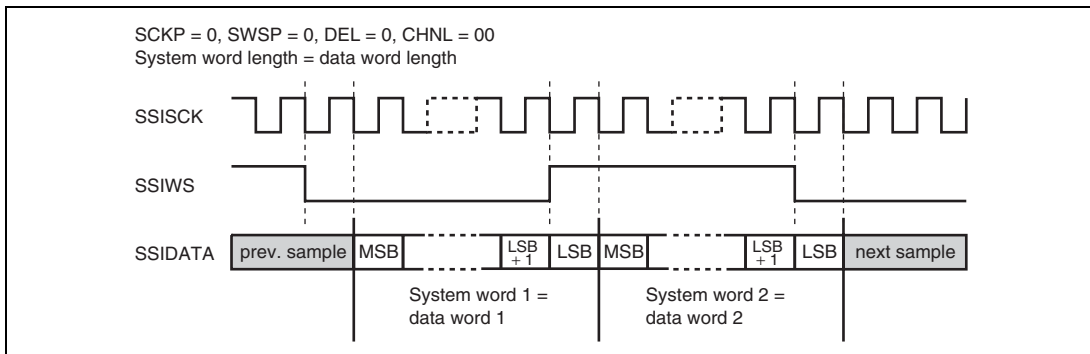 SCKP = 0, SWSP = 0, DEL = 0, CHNL = 00
System word length = data word length
SSISCK
SSIWS
SSIDATA
prev. sample
MSB
LSB
+ 1
LSB
MSB
LSB
+ 1
LSB
next sample
System word 1 =
data word 1
System word 2 =
data word 2